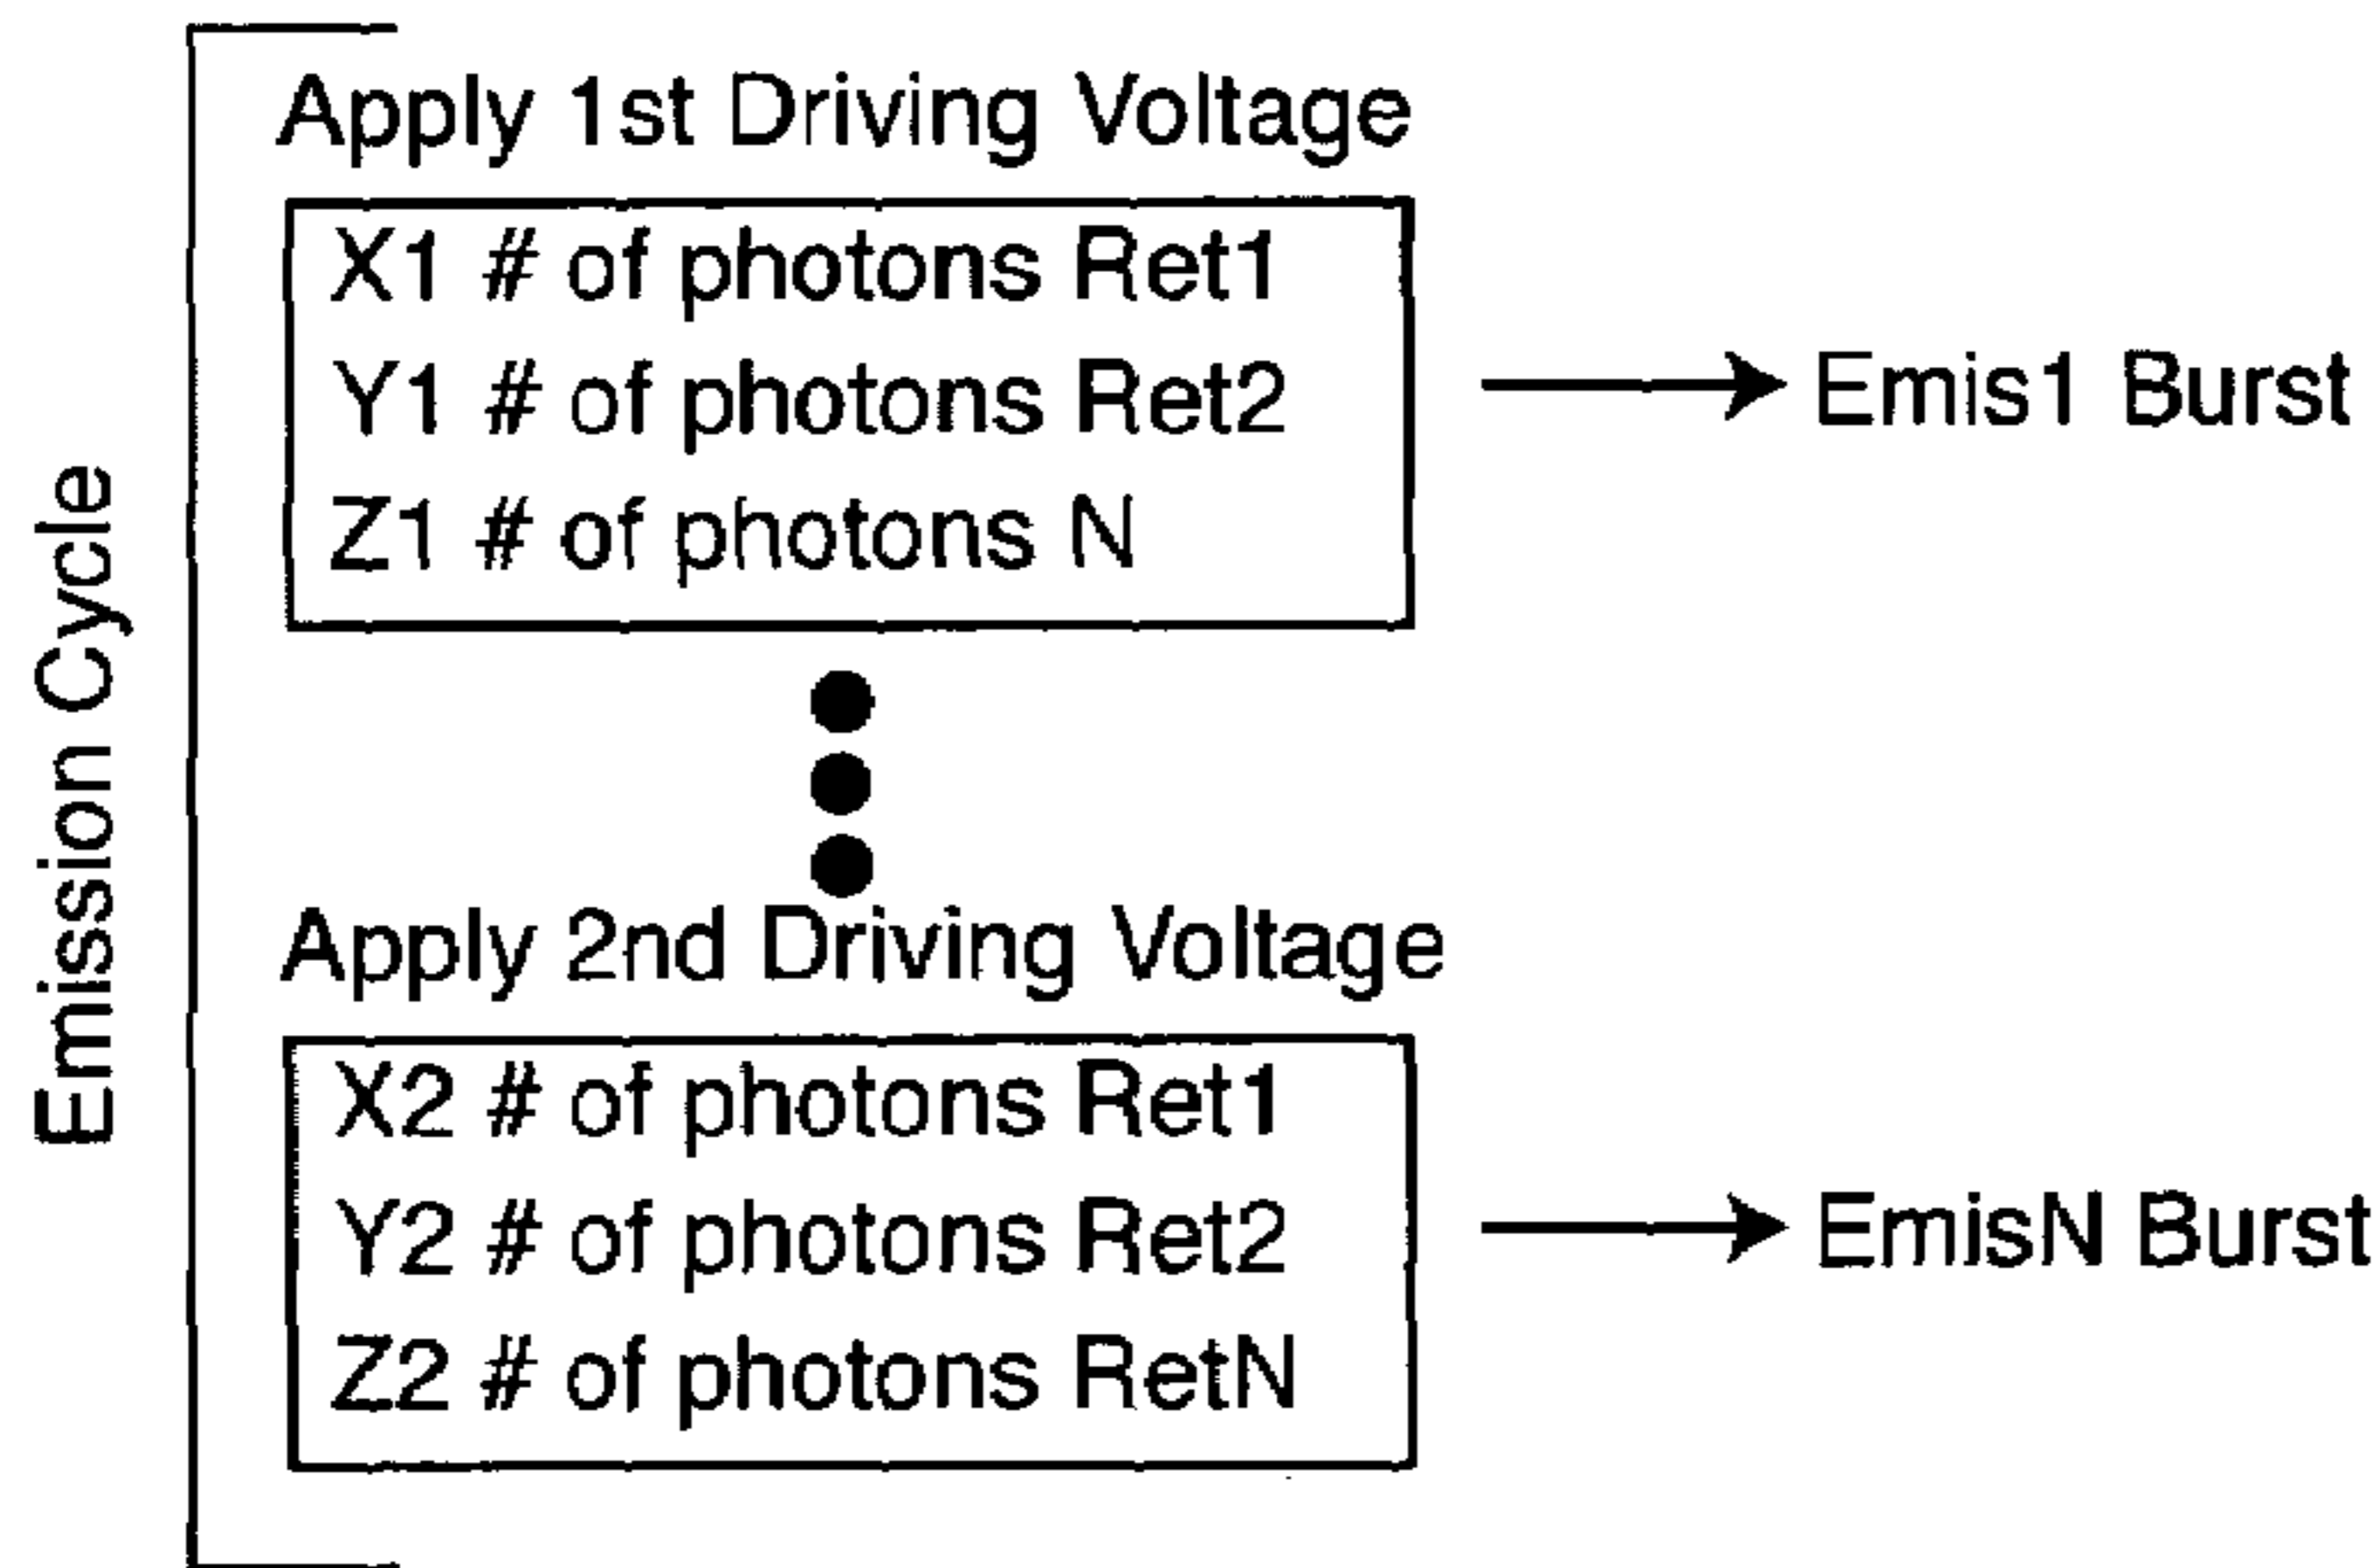 Emission Cycle
Apply 1st Driving Voltage
X1 # of photons Ret1
Y1 # of photons Ret2
Z1 # of photons N
Emis1 Burst
Apply 2nd Driving Voltage
X2 # of photons Ret1
Y2 # of photons Ret2
Z2 # of photons RetN
EmisN Burst